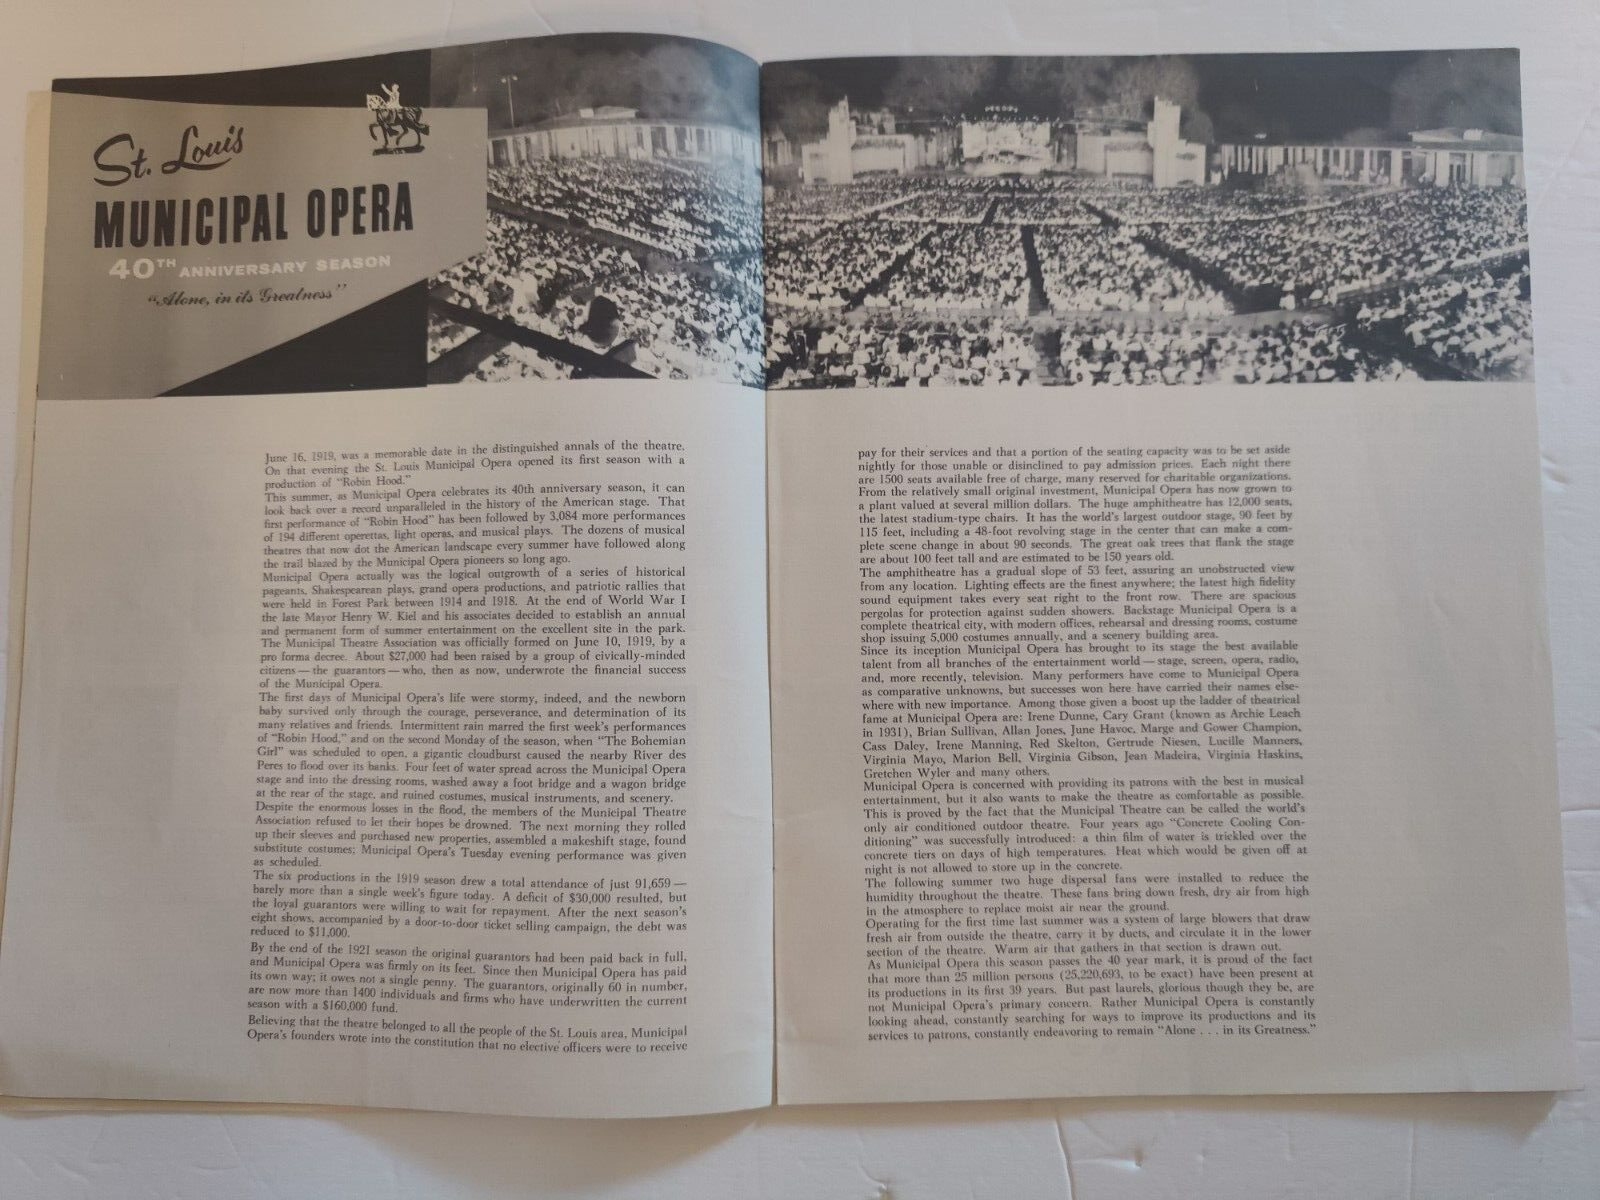 St. Louis
MUNICIPAL OPERA
40TH ANNIVERSARY SEASON
"Alone, in its Greatness"
June 16, 1919, was a memorable date in the distinguished annals of the theatre.
On that evening the St. Louis Municipal Opera opened its first season with a
production of "Robin Hood."
This summer, as Municipal Opera celebrates its 40th anniversary season, it can
look back over a record unparalleled in the history of the American stage. That
first performance of "Robin Hood" has been followed by 3,084 more performances
of 194 different operettas, light operas, and musical plays. The dozens of musical
theatres that now dot the American landscape every summer have followed along
the trail blazed by the Municipal Opera pioneers so long ago.
Municipal Opera actually was the logical outgrowth of a series of historical
pageants, Shakespearean plays, grand opera productions, and patriotic rallies that
were held in Forest Park between 1914 and 1918. At the end of World War I
the late Mayor Henry W. Kiel and his associates decided to establish an annual
and permanent form of summer entertainment on the excellent site in the park.
The Municipal Theatre Association was officially formed on June 10, 1919, by a
pro forma decree. About $27,000 had been raised by a group of civically-minded
citizens — the guarantors — who, then as now, underwrote the financial success
of the Municipal Opera.
The first days of Municipal Opera's life were stormy, indeed, and the newborn
baby survived only through the courage, perseverance, and determination of its
many relatives and friends. Intermittent rain marred the first week's performances
of "Robin Hood," and on the second Monday of the season, when "The Bohemian
Girl" was scheduled to open, a gigantic cloudburst caused the nearby River des
Peres to flood over its banks. Four feet of water spread across the Municipal Opera
stage and into the dressing rooms, washed away a foot bridge and a wagon bridge
at the rear of the stage, and ruined costumes, musical instruments, and scenery.
Despite the enormous losses in the flood, the members of the Municipal Theatre
Association refused to let their hopes be drowned. The next morning they rolled
up their sleeves and purchased new properties, assembled a makeshift stage, found
substitute costumes; Municipal Opera's Tuesday evening performance was given
as scheduled.
The six productions in the 1919 season drew a total attendance of just 91,659 —
barely more than a single week's figure today. A deficit of $30,000 resulted, but
the loyal guarantors were willing to wait for repayment. After the next season's
eight shows, accompanied by a door-to-door ticket selling campaign, the debt was
reduced to $11,000.
By the end of the 1921 season the original guarantors had been paid back in full,
and Municipal Opera was firmly on its feet. Since then Municipal Opera has paid
its own way; it owes not a single penny. The guarantors, originally 60 in number,
are now more than 1400 individuals and firms who have underwritten the current
season with a $160,000 fund.
Believing that the theatre belonged to all the people of the St. Louis area, Municipal
Opera's founders wrote into the constitution that no elective officers were to receive
pay for their services and that a portion of the seating capacity was to be set aside
nightly for those unable or disinclined to pay admission prices. Each night there
are 1500 seats available free of charge, many reserved for charitable organizations.
From the relatively small original investment, Municipal Opera has now grown to
a plant valued at several million dollars. The huge amphitheatre has 12,000 seats,
the latest stadium-type chairs. It has the world's largest outdoor stage, 90 feet by
115 feet, including a 48-foot revolving stage in the center that can make a com-
plete scene change in about 90 seconds. The great oak trees that flank the stage
are about 100 feet tall and are estimated to be 150 years old.
The amphitheatre has a gradual slope of 53 feet, assuring an unobstructed view
from any location. Lighting effects are the finest anywhere; the latest high fidelity
sound equipment takes every seat right to the front row. There are spacious
pergolas for protection against sudden showers. Backstage Municipal Opera is a
complete theatrical city, with modern offices, rehearsal and dressing rooms, costume
shop issuing 5,000 costumes annually, and a scenery building area.
Since its inception Municipal Opera has brought to its stage the best available
talent from all branches of the entertainment world — stage, screen, opera, radio,
and, more recently, television. Many performers have come to Municipal Opera
as comparative unknowns, but successes won here have carried their names else-
where with new importance. Among those given a boost up the ladder of theatrical
fame at Municipal Opera are: Irene Dunne, Cary Grant (known as Archie Leach
in 1931), Brian Sullivan, Allan Jones, June Havoc, Marge and Gower Champion,
Cass Daley, Irene Manning, Red Skelton, Gertrude Niesen, Lucille Manners,
Virginia Mayo, Marion Bell, Virginia Gibson, Jean Madeira, Virginia Haskins,
Gretchen Wyler and many others.
Municipal Opera is concerned with providing its patrons with the best in musical
entertainment, but it also wants to make the theatre as comfortable as possible.
This is proved by the fact that the Municipal Theatre can be called the world's
only air conditioned outdoor theatre. Four years ago "Concrete Cooling Con-
ditioning" was successfully introduced: a thin film of water is trickled over the
concrete tiers on days of high temperatures. Heat which would be given off at
night is not allowed to store up in the concrete.
The following summer two huge dispersal fans were installed to reduce the
humidity throughout the theatre. These fans bring down fresh, dry air from high
in the atmosphere to replace moist air near the ground.
Operating for the first time last summer was a system of large blowers that draw
fresh air from outside the theatre, carry it by ducts, and circulate it in the lower
section of the theatre. Warm air that gathers in that section is drawn out.
As Municipal Opera this season passes the 40 year mark, it is proud of the fact
that more than 25 million persons (25,220,693, to be exact) have been present at
its productions in its first 39 years. But past laurels, glorious though they be, are
not Municipal Opera's primary concern. Rather Municipal Opera is constantly
looking ahead, constantly searching for ways to improve its productions and its
services to patrons, constantly endeavoring to remain "Alone . . . in its Greatness."